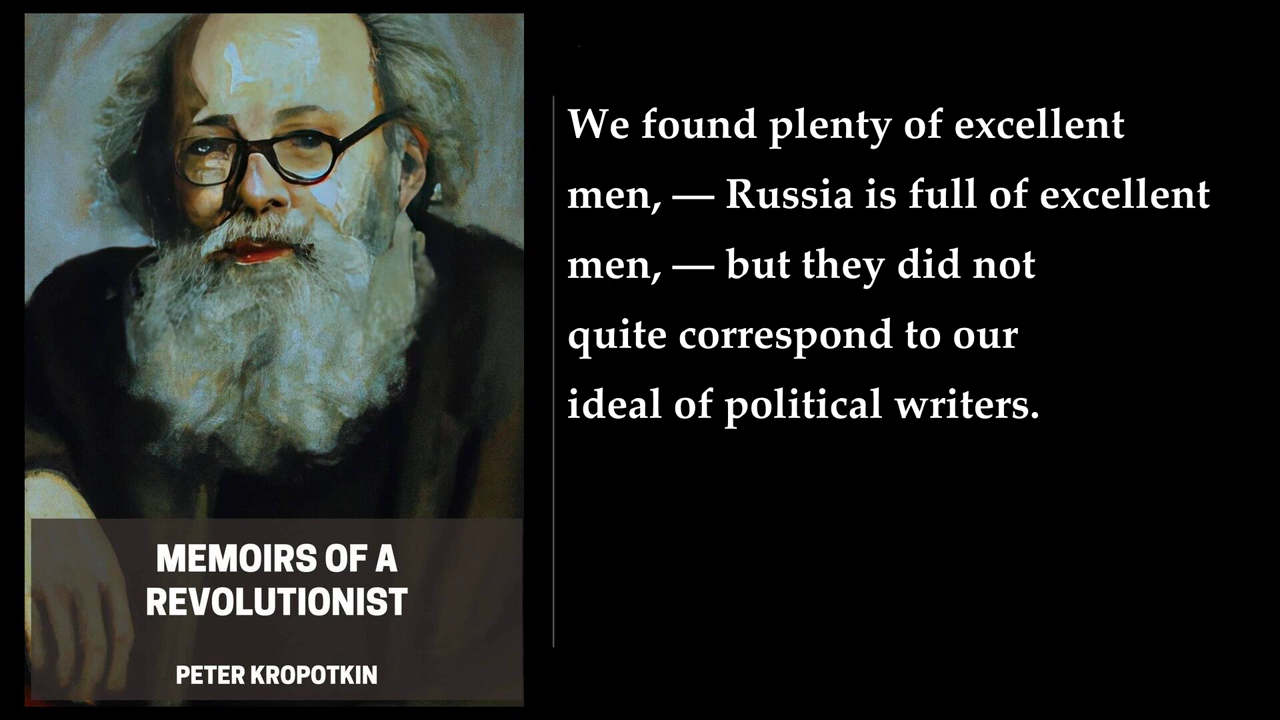 MEMOIRS OF A
REVOLUTIONIST
PETER KROPOTKIN
We found plenty of excellent
men, — Russia is full of excellent
men, — but they did not
quite correspond to our
ideal of political writers.